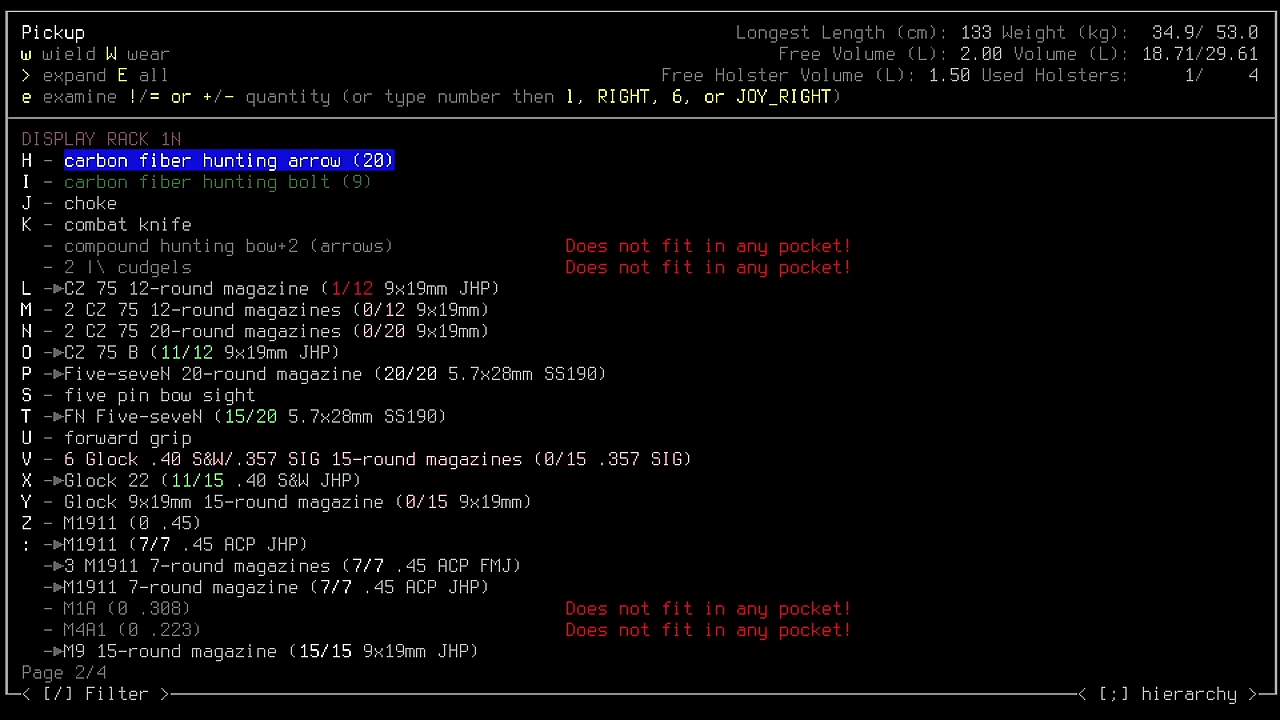 Pickup Longest Length (cm): 133 Weight (kg): 34.9/ 53.0
w wield W wear Free Volume (L): 2.00 Volume (L): 18.71/29.61
> expand E all Free Holster Volume (L): 1.50 Used Holsters: 1/ 4
e examine !/= or +/- quantity (or type number then l, RIGHT, 6, or JOY_RIGHT)
DISPLAY RACK 1N
H - carbon fiber hunting arrow (20)
I - carbon fiber hunting bolt (9)
J - choke
K - combat knife
- compound hunting bow+2 (arrows) Does not fit in any pocket!
- 2 |\ cudgels Does not fit in any pocket!
L -▶CZ 75 12-round magazine (1/12 9x19mm JHP)
M - 2 CZ 75 12-round magazines (0/12 9x19mm)
N - 2 CZ 75 20-round magazines (0/20 9x19mm)
O -▶CZ 75 B (11/12 9x19mm JHP)
P -▶Five-seveN 20-round magazine (20/20 5.7x28mm SS190)
S - five pin bow sight
T -▶FN Five-seveN (15/20 5.7x28mm SS190)
U - forward grip
V - 6 Glock .40 S&W/.357 SIG 15-round magazines (0/15 .357 SIG)
X -▶Glock 22 (11/15 .40 S&W JHP)
Y - Glock 9x19mm 15-round magazine (0/15 9x19mm)
Z - M1911 (0 .45)
: -▶M1911 (7/7 .45 ACP JHP)
-▶3 M1911 7-round magazines (7/7 .45 ACP FMJ)
-▶M1911 7-round magazine (7/7 .45 ACP JHP)
- M1A (0 .308) Does not fit in any pocket!
- M4A1 (0 .223) Does not fit in any pocket!
-▶M9 15-round magazine (15/15 9x19mm JHP)
Page 2/4
< [/] Filter > < [;] hierarchy >